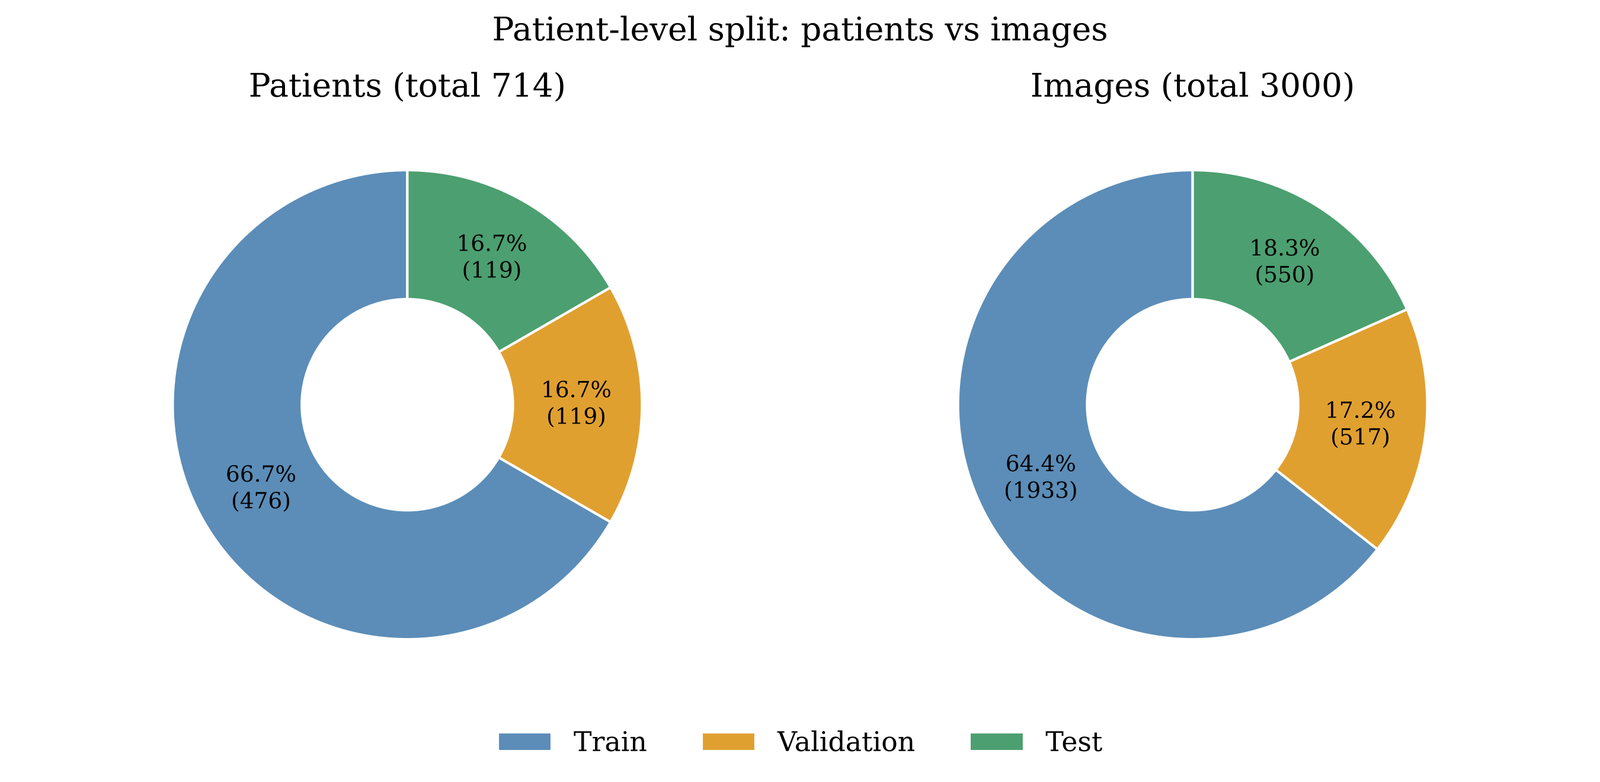 Patient-level split: patients vs images
Patients (total 714)
16.7%
(119)
16.7%
(119)
66.7%
(476)
Images (total 3000)
18.3%
(550)
17.2%
(517)
64.4%
(1933)
Train
Validation
Test